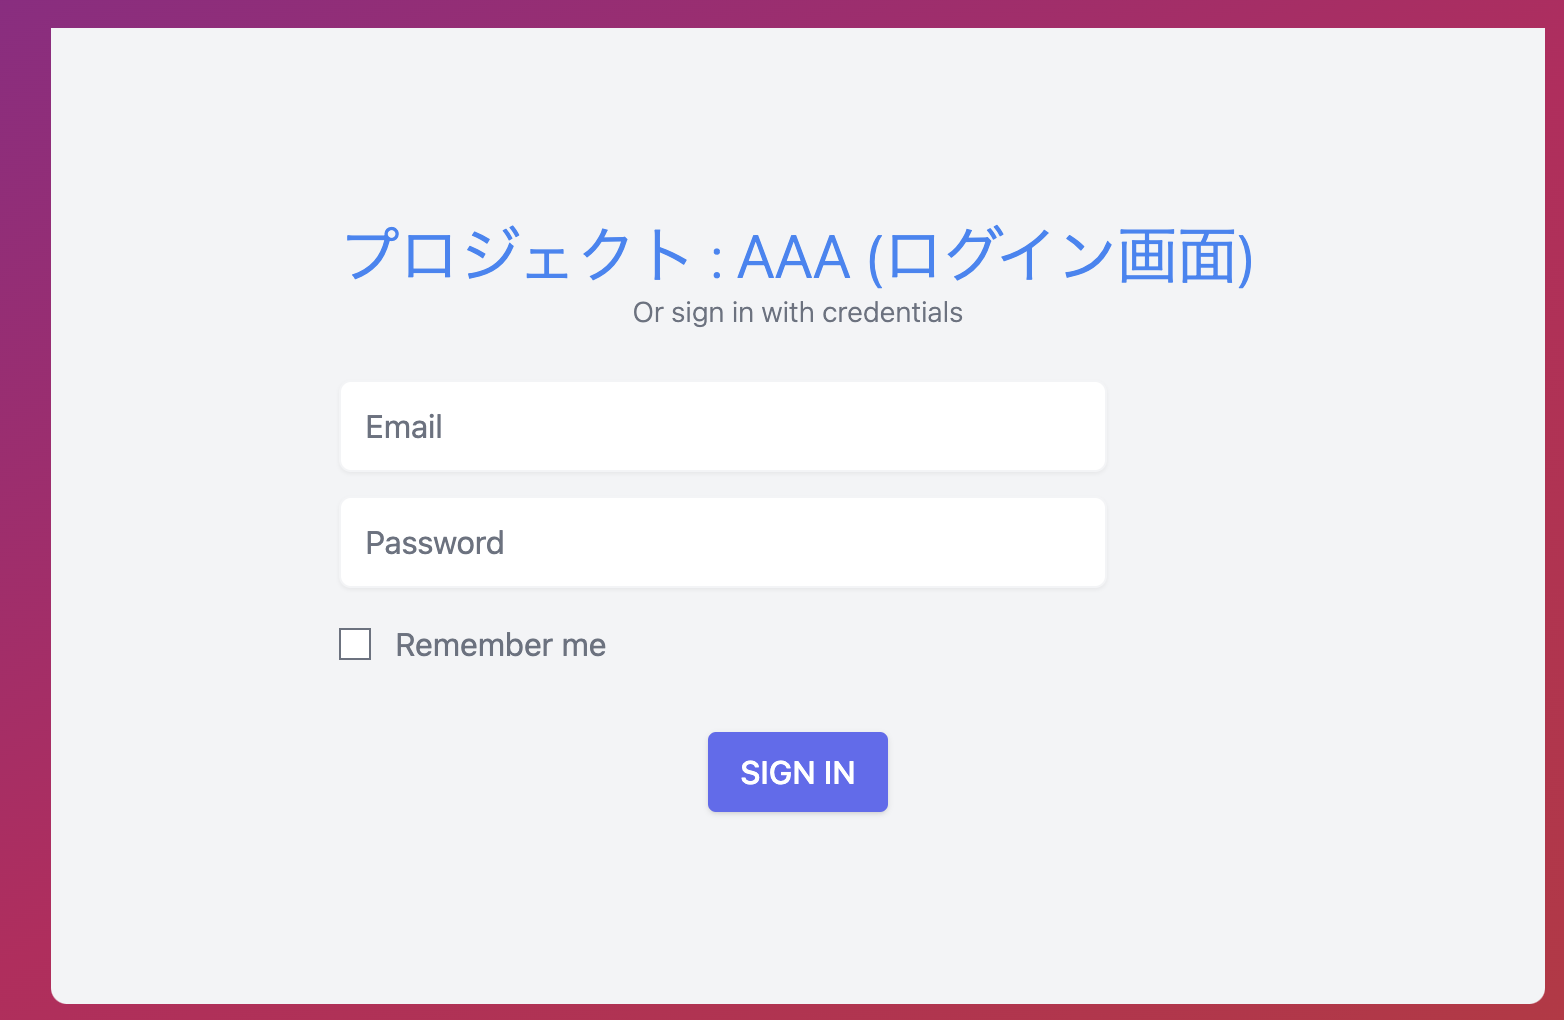 プロジェクト : AAA (ログイン画面)
Or sign in with credentials
Email
Password
Remember me
SIGN IN